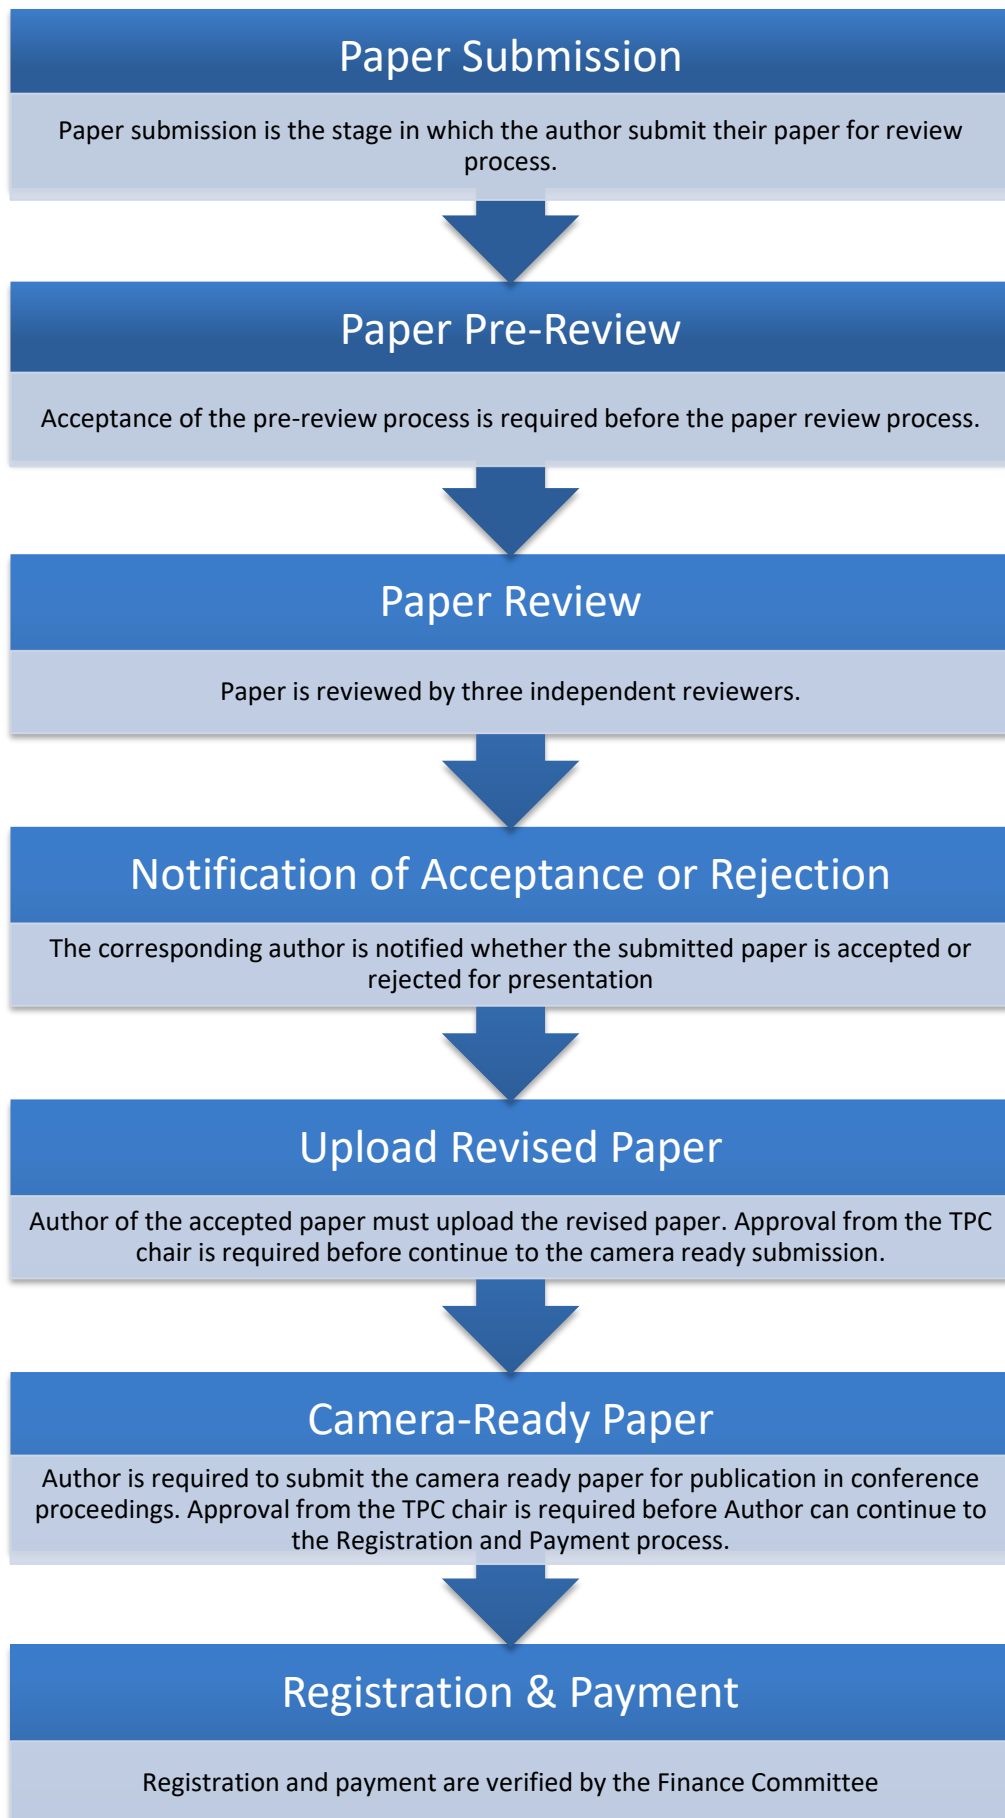 Paper Submission
Paper submission is the stage in which the author submit their paper for review
process.
Paper Pre-Review
Acceptance of the pre-review process is required before the paper review process.
Paper Review
Paper is reviewed by three independent reviewers.
Notification of Acceptance or Rejection
The corresponding author is notified whether the submitted paper is accepted or
rejected for presentation
Upload Revised Paper
Author of the accepted paper must upload the revised paper. Approval from the TPC
chair is required before continue to the camera ready submission.
Camera-Ready Paper
Author is required to submit the camera ready paper for publication in conference
proceedings. Approval from the TPC chair is required before Author can continue to
the Registration and Payment process.
Registration & Payment
Registration and payment are verified by the Finance Committee